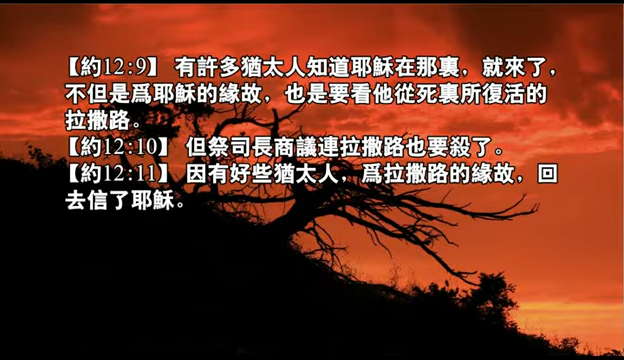 【約12:9】 有許多猶太人知道耶穌在那裏，就來了，
不但是爲耶穌的緣故，也是要看他從死裏所復活的
拉撒路。
【約12:10】 但祭司長商議連拉撒路也要殺了。
【約12:11】 因有好些猶太人，爲拉撒路的緣故，回
去信了耶穌。